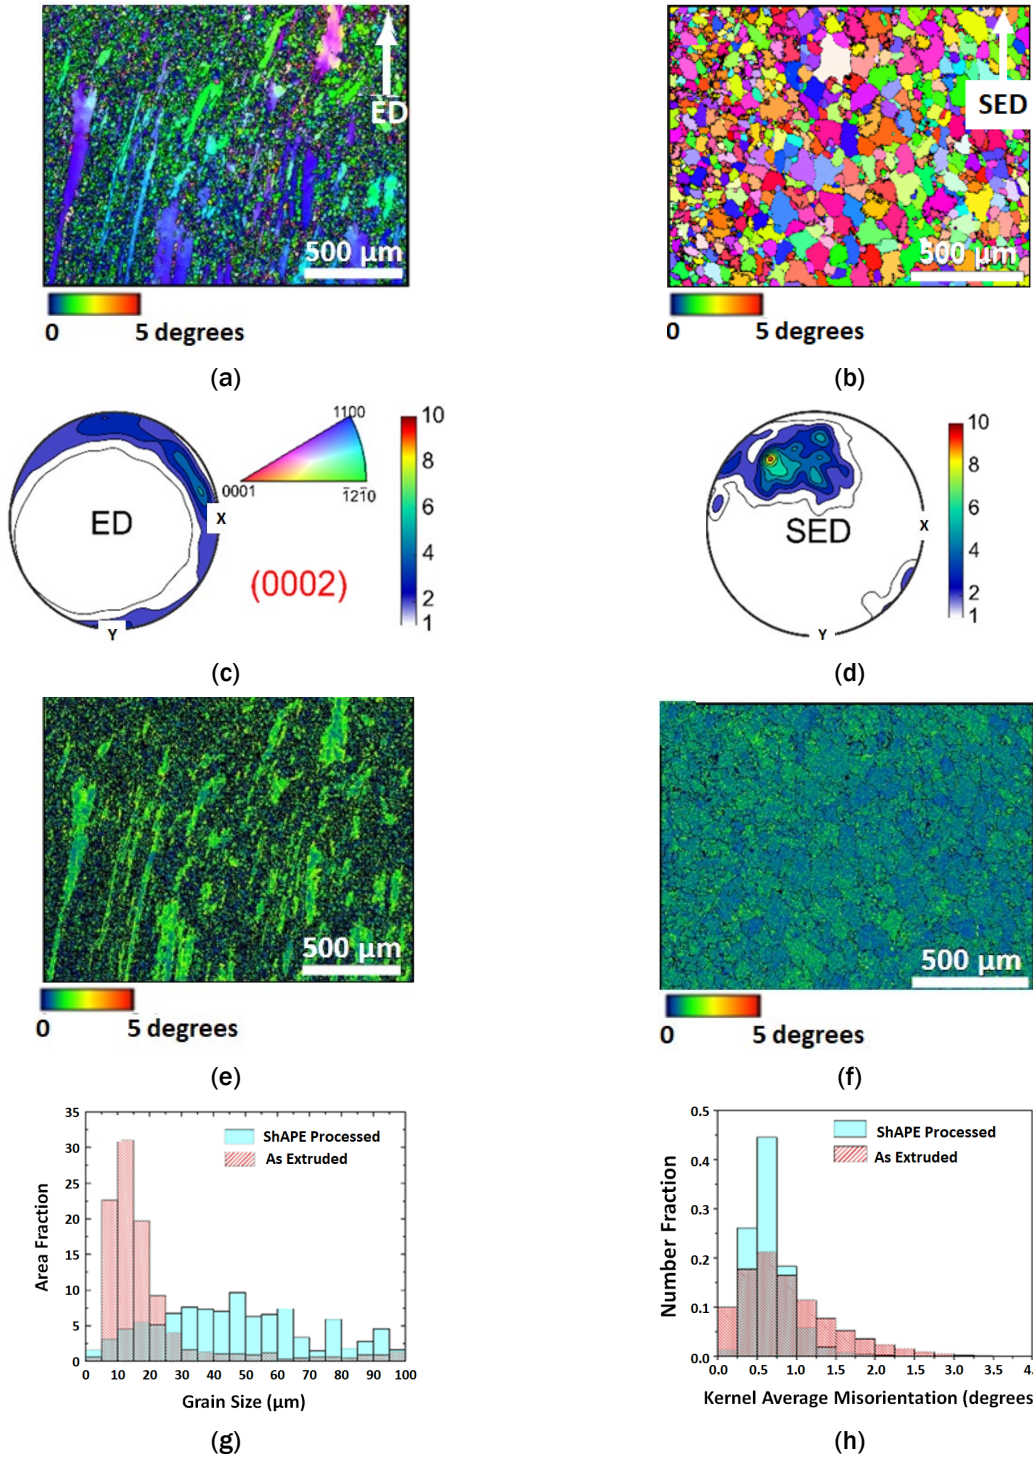 ED
500 μm
0 5 degrees
(a)
SED
500 μm
0 5 degrees
(b)
ED
X
Y
1100
0001
1210
(0002)
10
8
6
4
2
1
(c)
SED
X
Y
10
8
6
4
2
1
(d)
500 μm
0 5 degrees
(e)
500 μm
0 5 degrees
(f)
35
30
25
20
15
10
5
0
Area Fraction
ShAPE Processed
As Extruded
0 10 20 30 40 50 60 70 80 90 100
Grain Size (μm)
(g)
0.5
0.4
0.3
0.2
0.1
0.0
Number Fraction
ShAPE Processed
As Extruded
0.0 0.5 1.0 1.5 2.0 1.5 3.0 3.5 4.
Kernel Average Misorientation (degrees
(h)